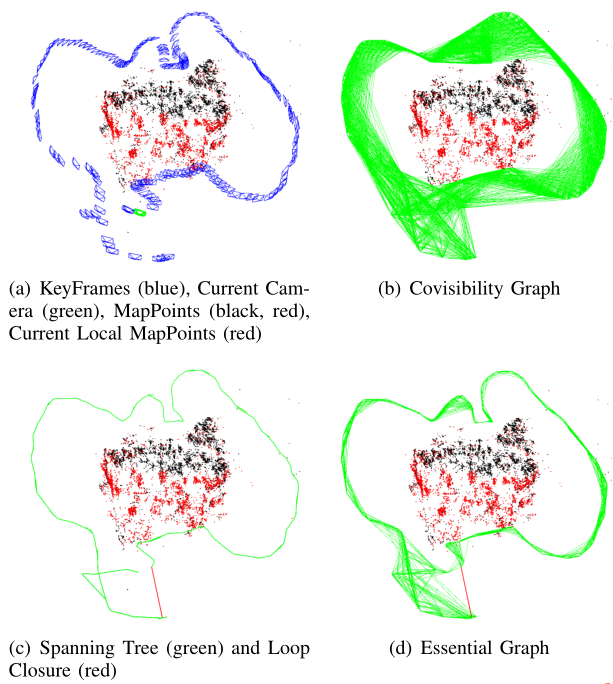 (a) KeyFrames (blue), Current Cam-
era (green), MapPoints (black, red),
Current Local MapPoints (red)
(b) Covisibility Graph
(c) Spanning Tree (green) and Loop
Closure (red)
(d) Essential Graph